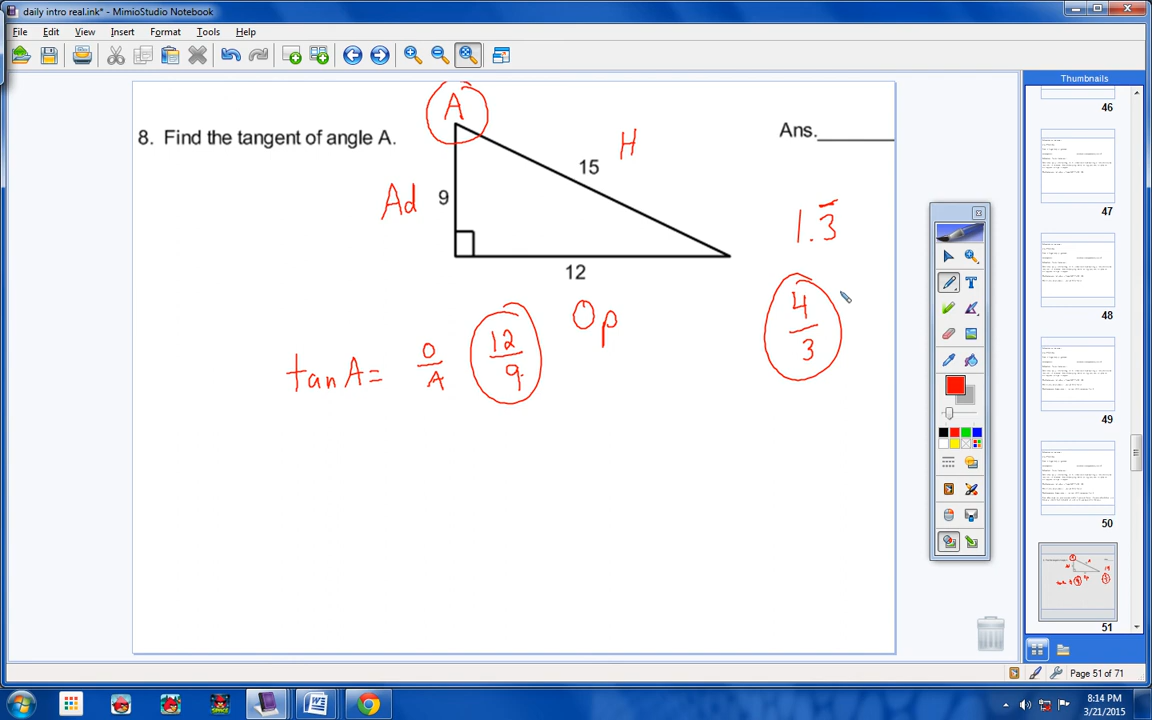 daily intro real.ink* - MimioStudio Notebook
File Edit View Insert Format Tools Help
Thumbnails
46
47
48
49
50
51
8. Find the tangent of angle A.
Ans.
A
H
15
Ad
9
12
Op
1.3̅
4
3
tan A = O/A 12/9
Page 51 of 71
8:14 PM
3/21/2015